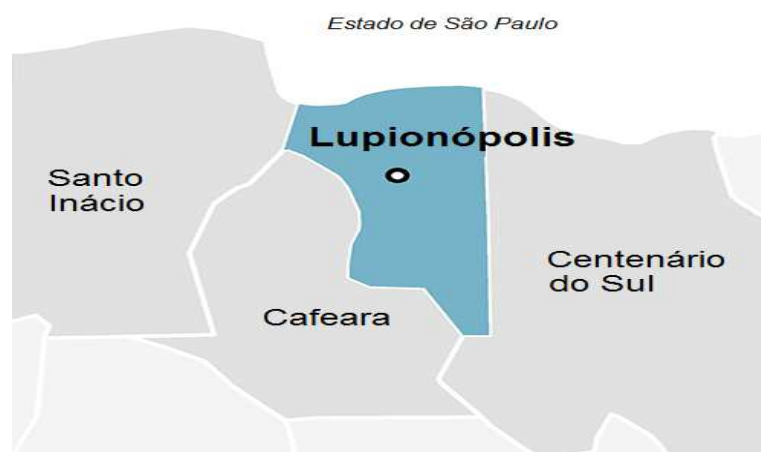 Estado de São Paulo
Lupionópolis
Santo
Inácio
Centenário
do Sul
Cafeara